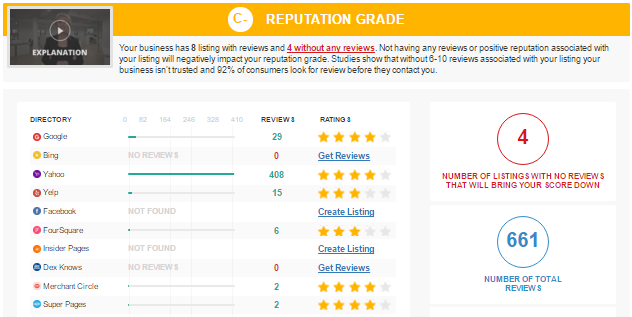 C- REPUTATION GRADE
EXPLANATION
Your business has 8 listing with reviews and 4 without any reviews. Not having any reviews or positive reputation associated with
your listing will negatively impact your reputation grade. Studies show that without 6-10 reviews associated with your listing your
business isn't trusted and 92% of consumers look for review before they contact you.
DIRECTORY 0 82 164 246 328 410 REVIEWS RATINGS
Google 29
Bing NO REVIEWS 0 Get Reviews
Yahoo 408
Yelp 15
Facebook NOT FOUND Create Listing
FourSquare 6
Insider Pages NOT FOUND Create Listing
Dex Knows NO REVIEWS 0 Get Reviews
Merchant Circle 2
Super Pages 2
4
NUMBER OF LISTINGS WITH NO REVIEWS
THAT WILL BRING YOUR SCORE DOWN
661
NUMBER OF TOTAL
REVIEWS